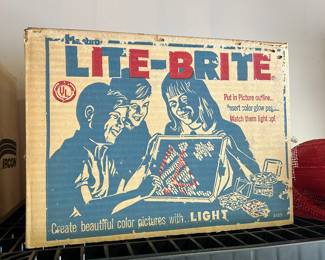 Hasbro
LITE-BRITE
UL
Put in Picture outline...
insert color glow pegs...
Watch them light up!
Create beautiful color pictures with LIGHT